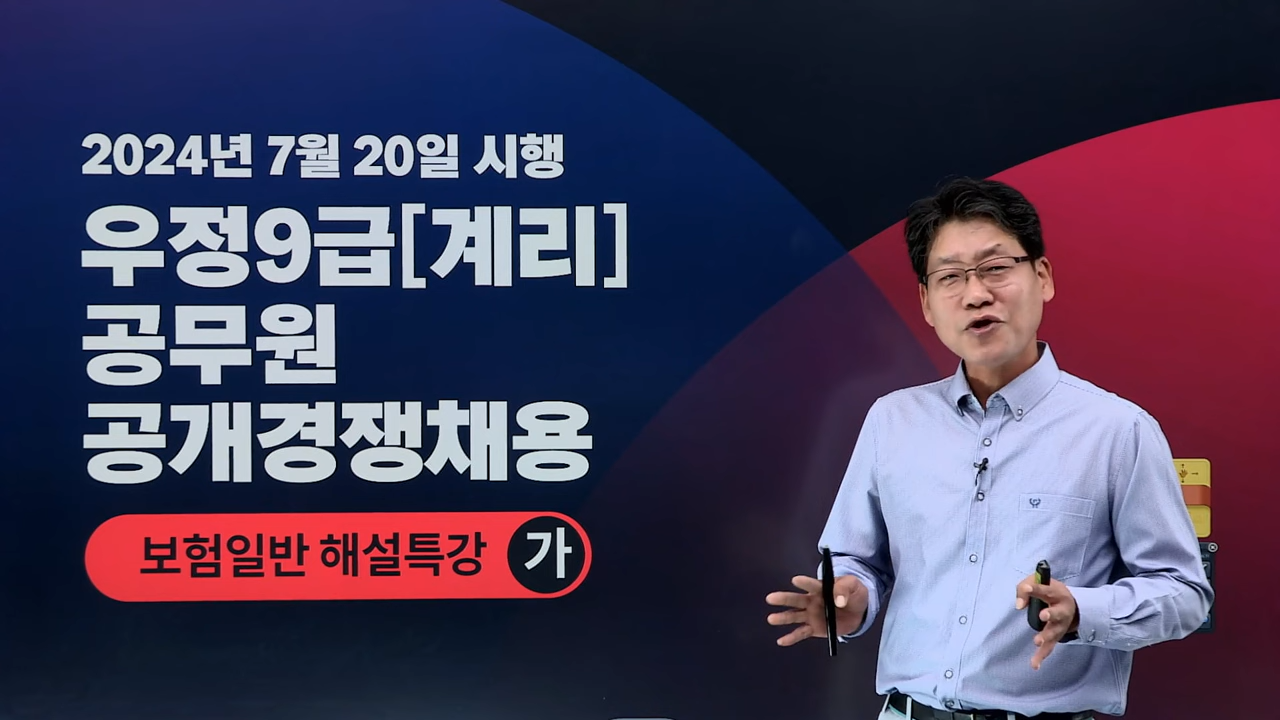 2024년 7월 20일 시행
우정9급[계리]
공무원
공개경쟁채용
보험일반 해설특강 가